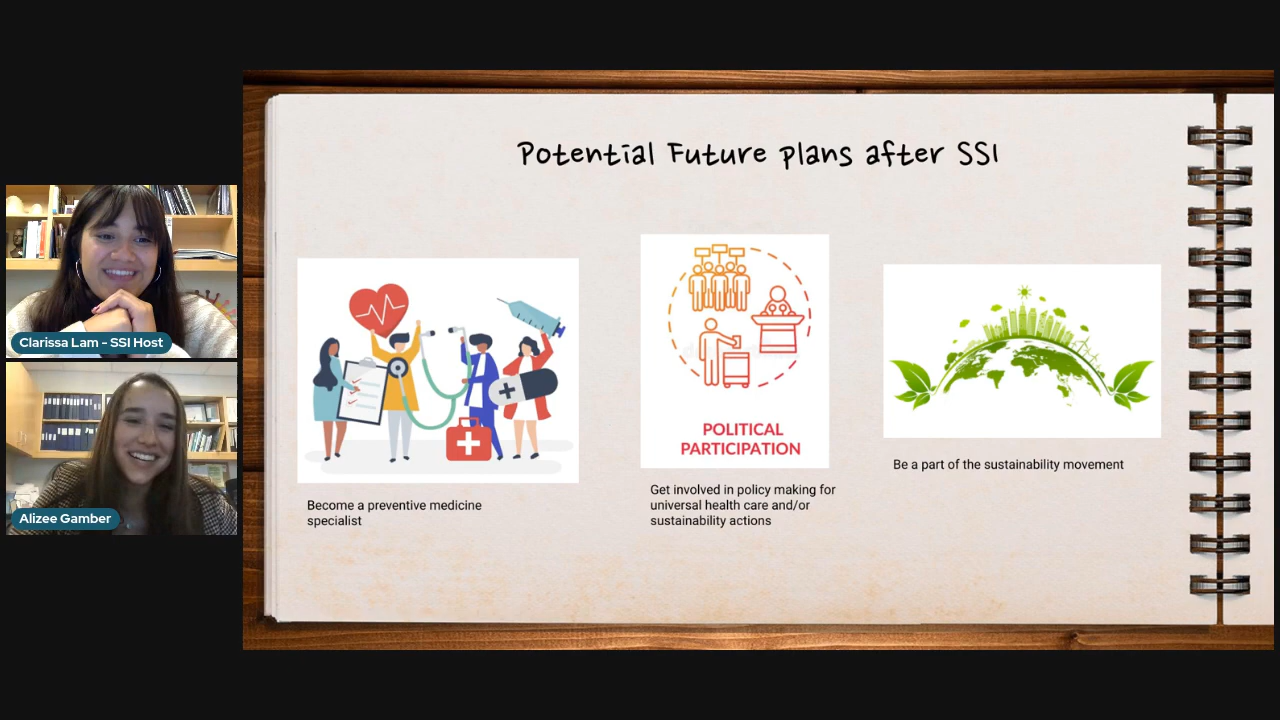 Potential Future plans after SSI
Clarissa Lam - SSI Host
Alizee Gamber
POLITICAL
PARTICIPATION
Become a preventive medicine
specialist
Get involved in policy making for
universal health care and/or
sustainability actions
Be a part of the sustainability movement